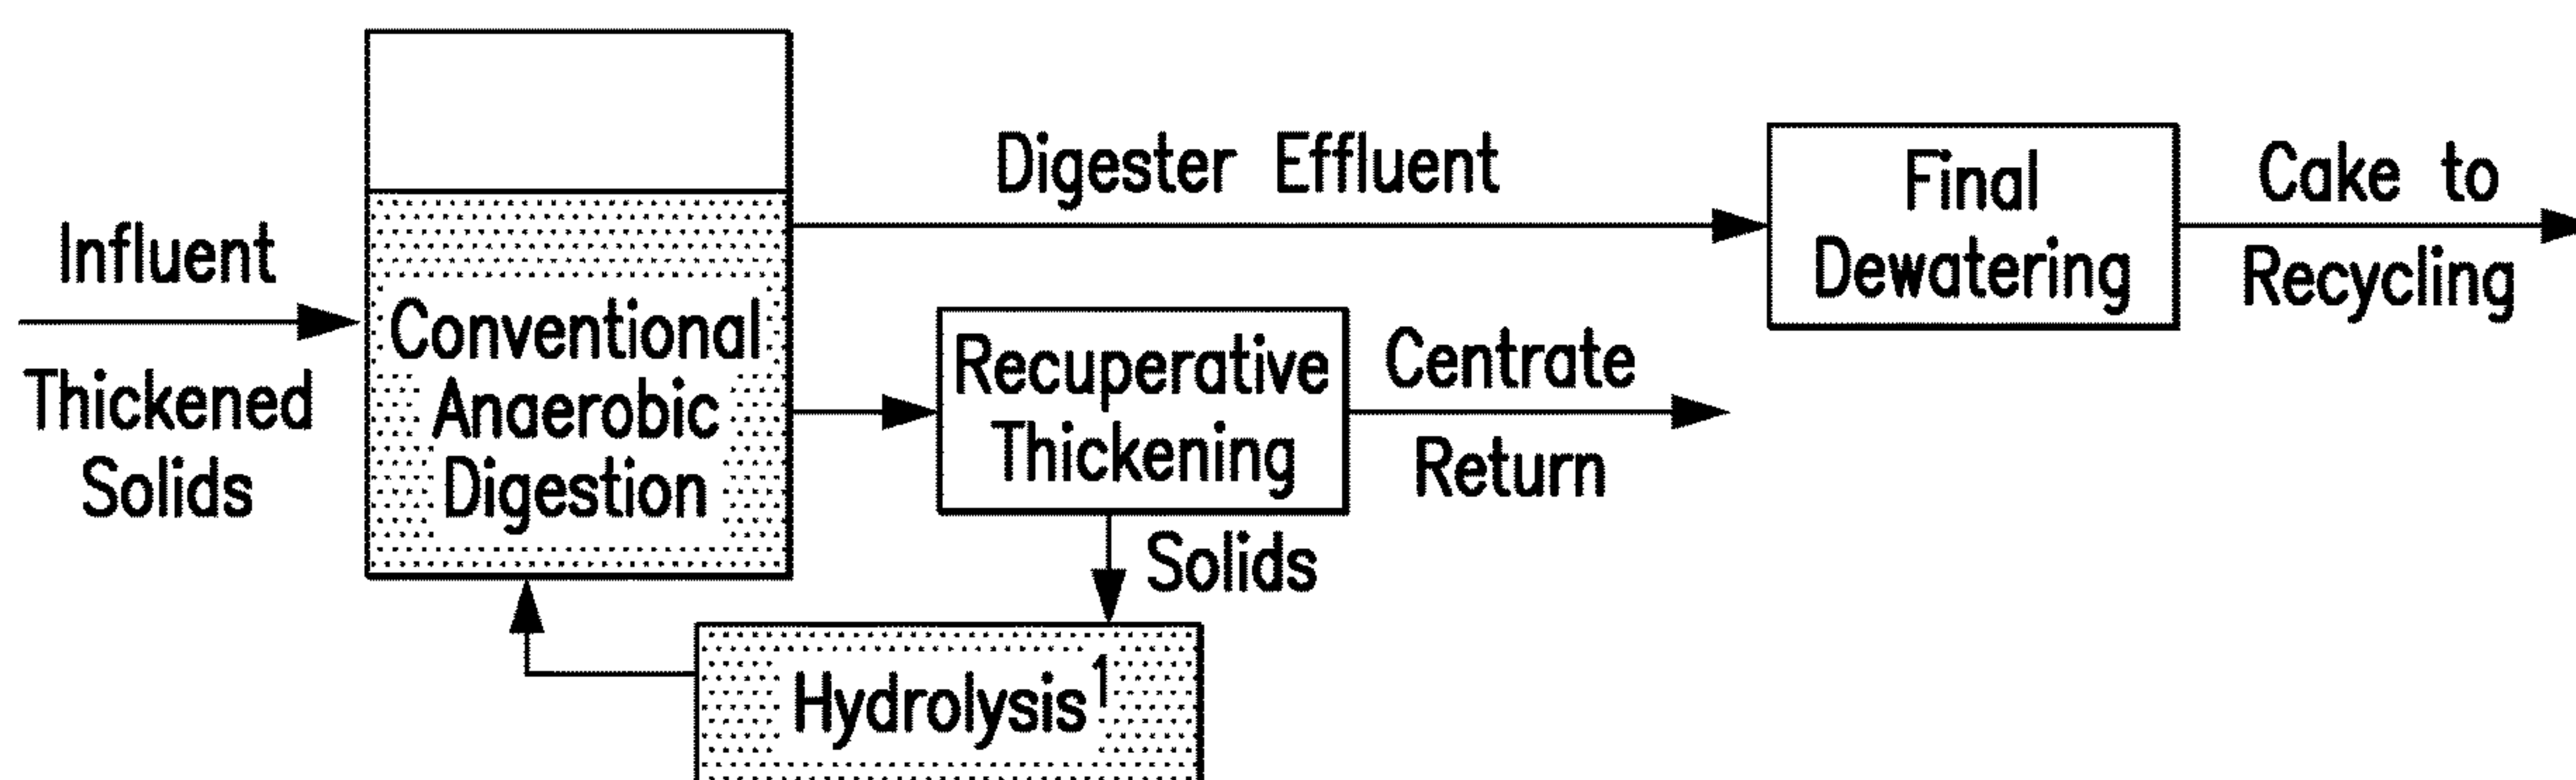 Influent
Thickened
Solids
Conventional
Anaerobic
Digestion
Digester Effluent
Final
Dewatering
Cake to
Recycling
Recuperative
Thickening
Centrate
Return
Solids
Hydrolysis¹